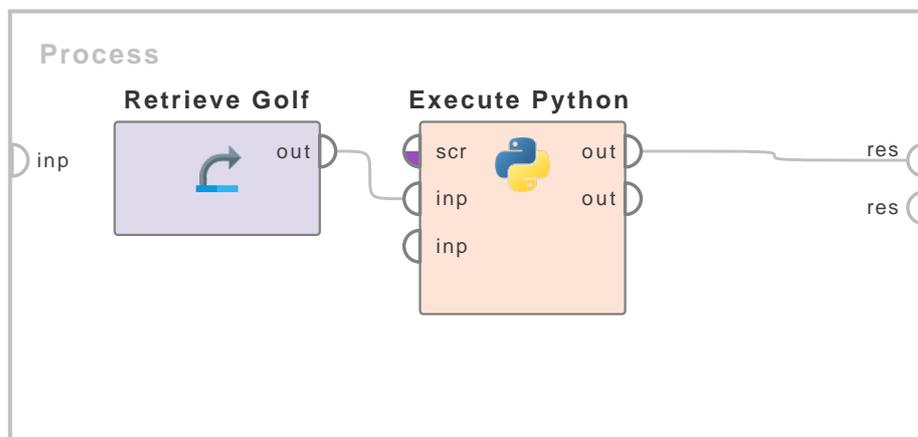 Process
Retrieve Golf
Execute Python
inp
out
scr
out
res
inp
out
res
inp